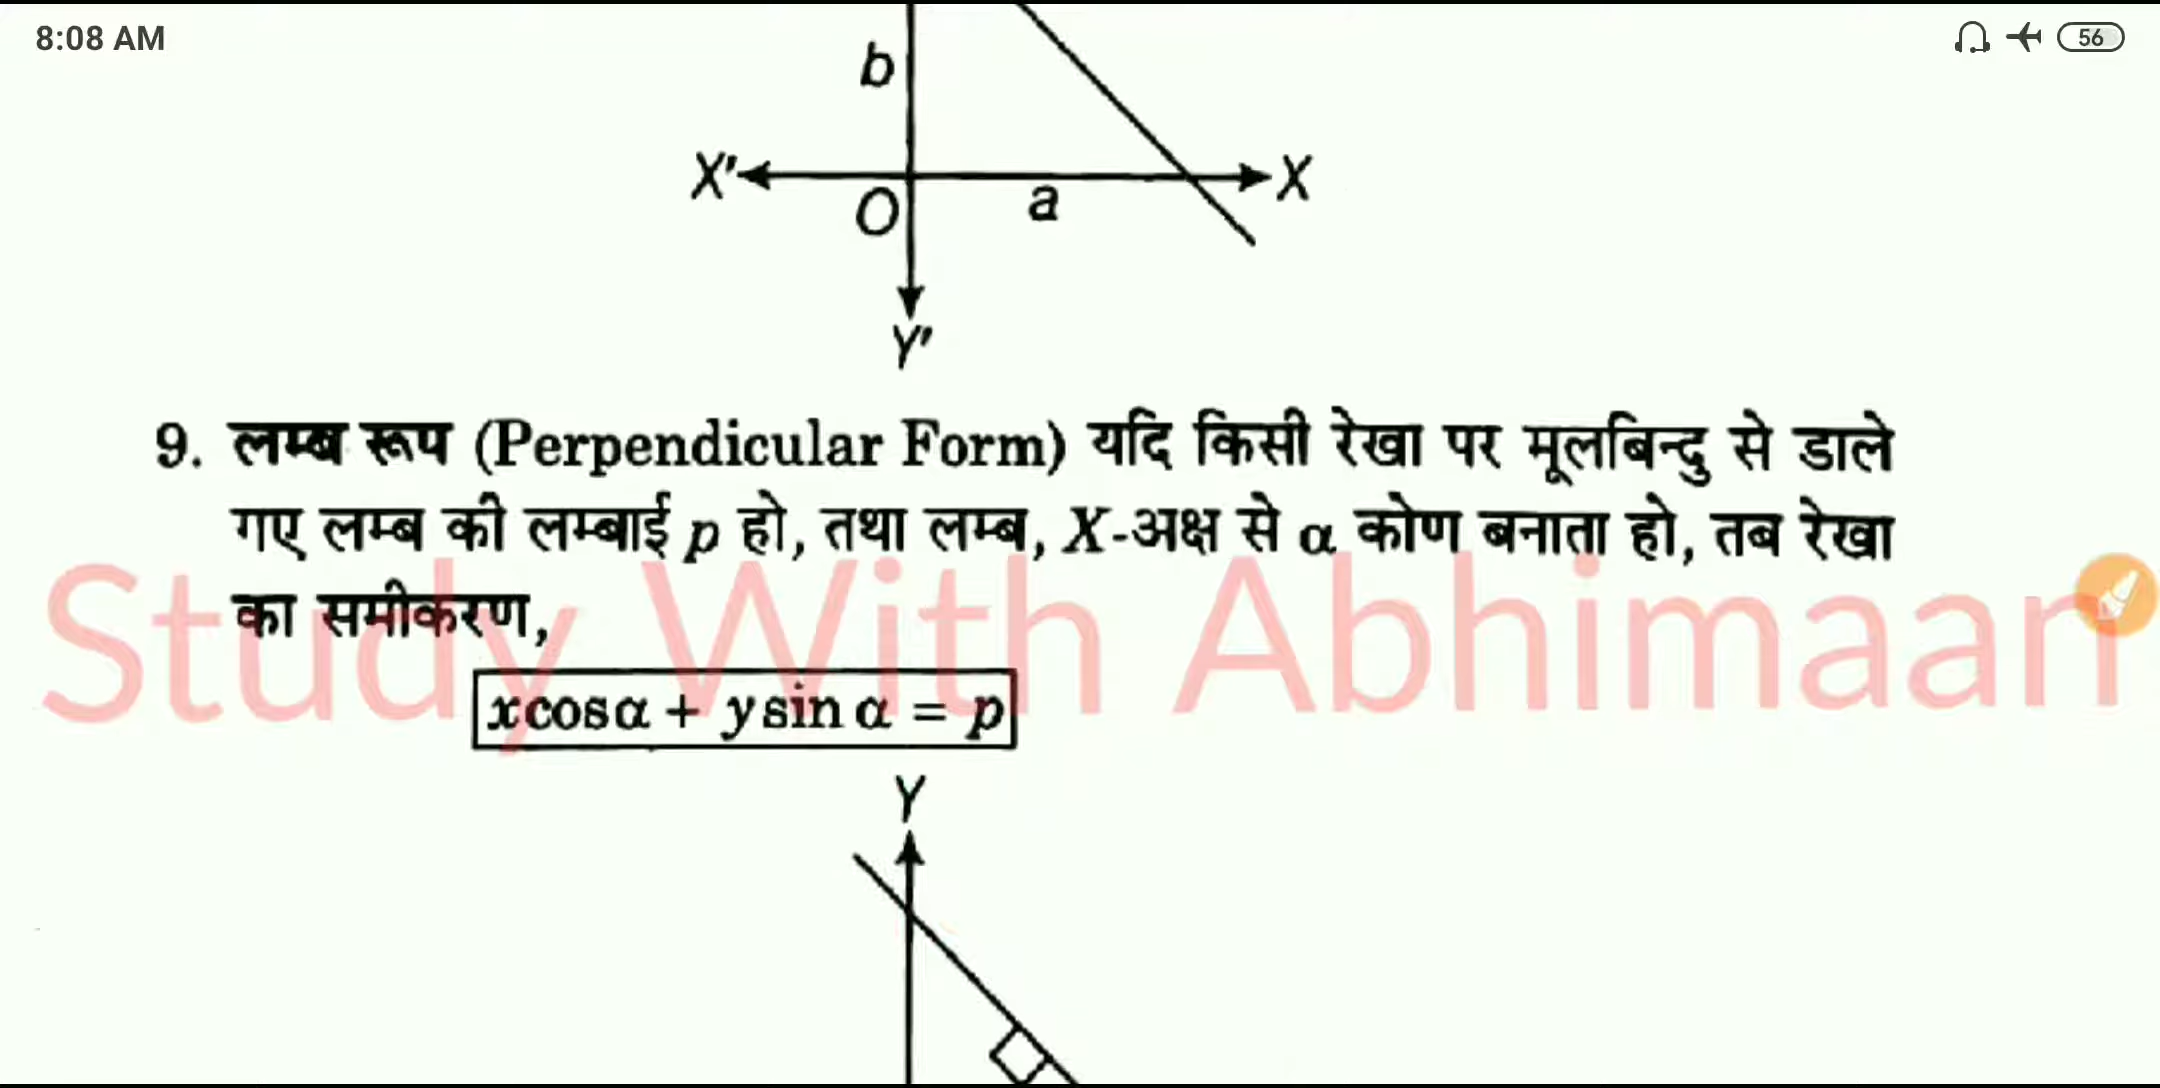 8:08 AM
56
b
X' X
O a
Y'
9. लम्ब रूप (Perpendicular Form) यदि किसी रेखा पर मूलबिन्दु से डाले
गए लम्ब की लम्बाई p हो, तथा लम्ब, X-अक्ष से α कोण बनाता हो, तब रेखा
का समीकरण,
Study With Abhimaan
x cos α + y sin α = p
Y